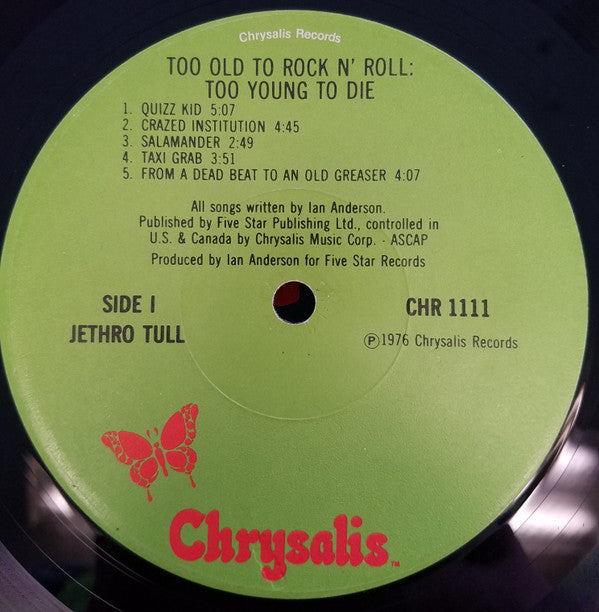 Chrysalis Records
TOO OLD TO ROCK N' ROLL:
TOO YOUNG TO DIE
1. QUIZZ KID 5:07
2. CRAZED INSTITUTION 4:45
3. SALAMANDER 2:49
4. TAXI GRAB 3:51
5. FROM A DEAD BEAT TO AN OLD GREASER 4:07
All songs written by Ian Anderson.
Published by Five Star Publishing Ltd., controlled in
U.S. & Canada by Chrysalis Music Corp. - ASCAP
Produced by Ian Anderson for Five Star Records
SIDE I
JETHRO TULL
CHR 1111
Ⓟ1976 Chrysalis Records
Chrysalis™